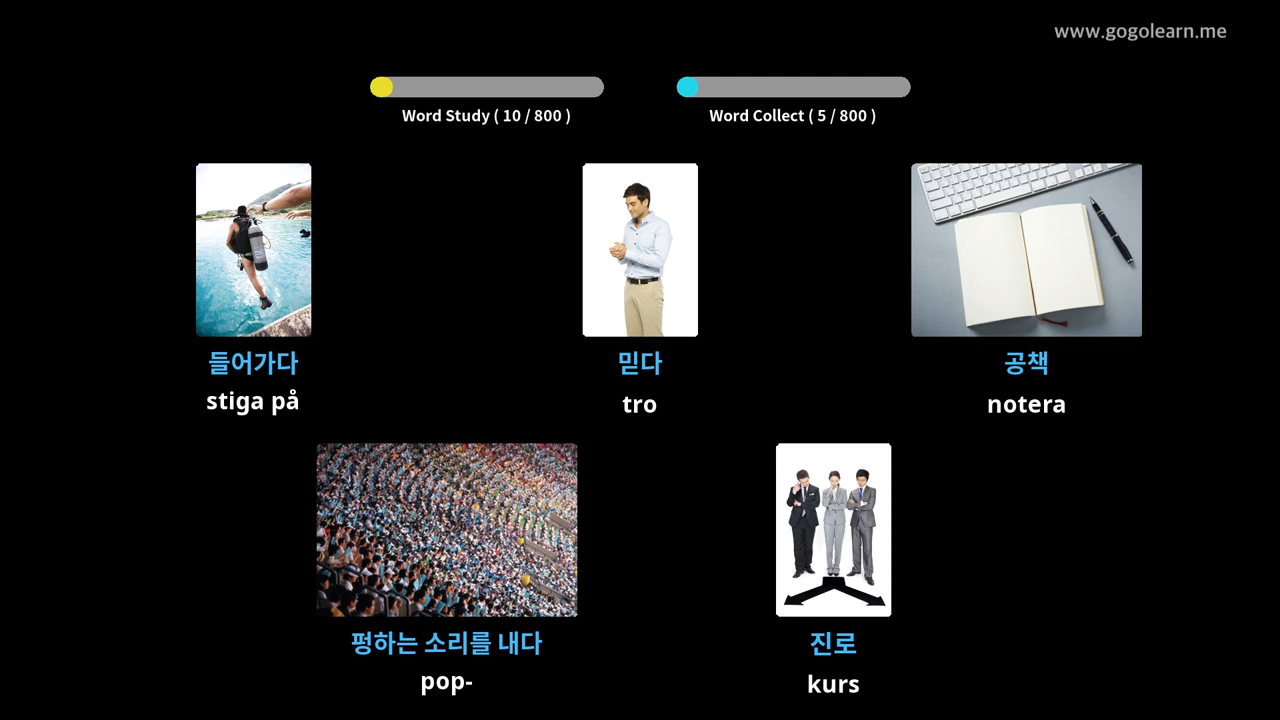 www.gogolearn.me
Word Study ( 10 / 800 )
Word Collect ( 5 / 800 )
들어가다
stiga på
믿다
tro
공책
notera
펑하는 소리를 내다
pop-
진로
kurs